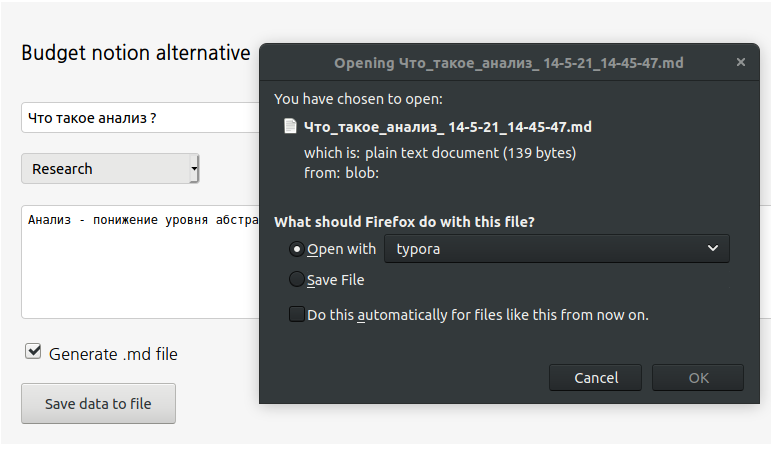 Budget notion alternative
Что такое анализ ?
Research
Анализ - понижение уровня
Generate .md file
Save data to file
Opening Что_такое_анализ_ 14-5-21_14-45-47.md
You have chosen to open:
Что_такое_анализ_ 14-5-21_14-45-47.md
which is: plain text document (139 bytes)
from: blob:
What should Firefox do with this file?
Open with typora
Save File
Do this automatically for files like this from now on.
Cancel OK